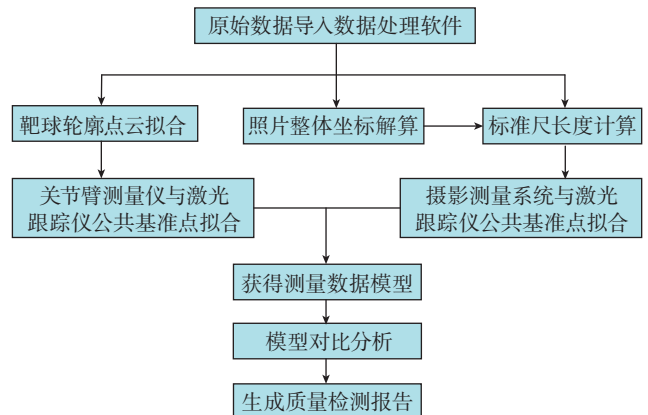 原始数据导入数据处理软件
靶球轮廓点云拟合
照片整体坐标解算
标准尺长度计算
关节臂测量仪与激光
跟踪仪公共基准点拟合
摄影测量系统与激光
跟踪仪公共基准点拟合
获得测量数据模型
模型对比分析
生成质量检测报告